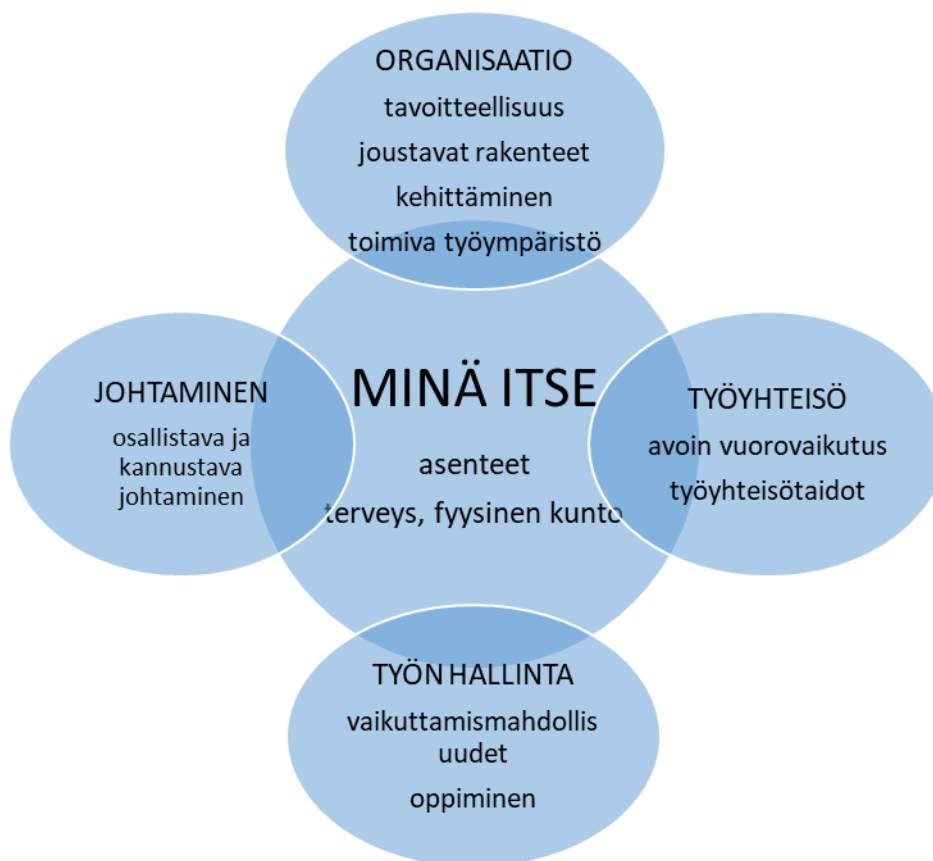 ORGANISAATIO
tavoitteellisuus
joustavat rakenteet
kehittäminen
toimiva työympäristö
JOHTAMINEN
osallistava ja
kannustava
johtaminen
MINÄ ITSE
asenteet
terveys, fyysinen kunto
TYÖYHTEISÖ
avoin vuorovaikutus
työyhteisötaidot
TYÖN HALLINTA
vaikuttamismahdollis
uudet
oppiminen